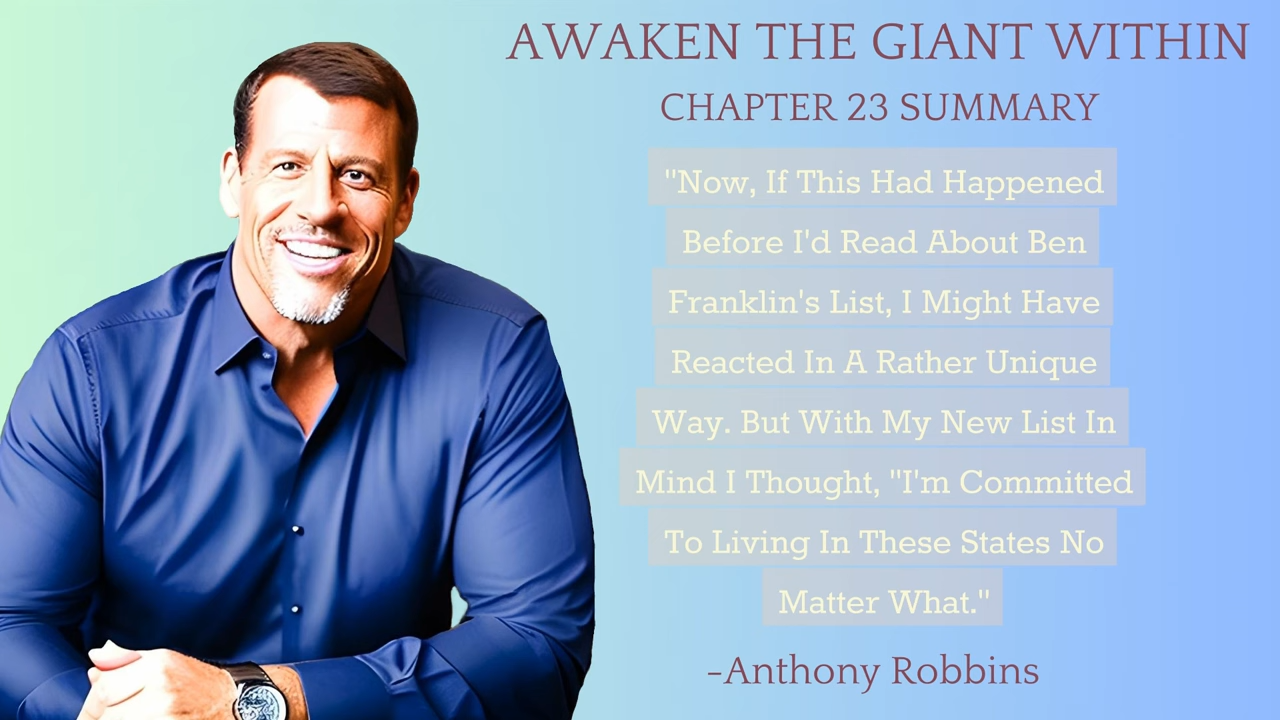 AWAKEN THE GIANT WITHIN
CHAPTER 23 SUMMARY
"Now, If This Had Happened
Before I'd Read About Ben
Franklin's List, I Might Have
Reacted In A Rather Unique
Way. But With My New List In
Mind I Thought, "I'm Committed
To Living In These States No
Matter What."
-Anthony Robbins